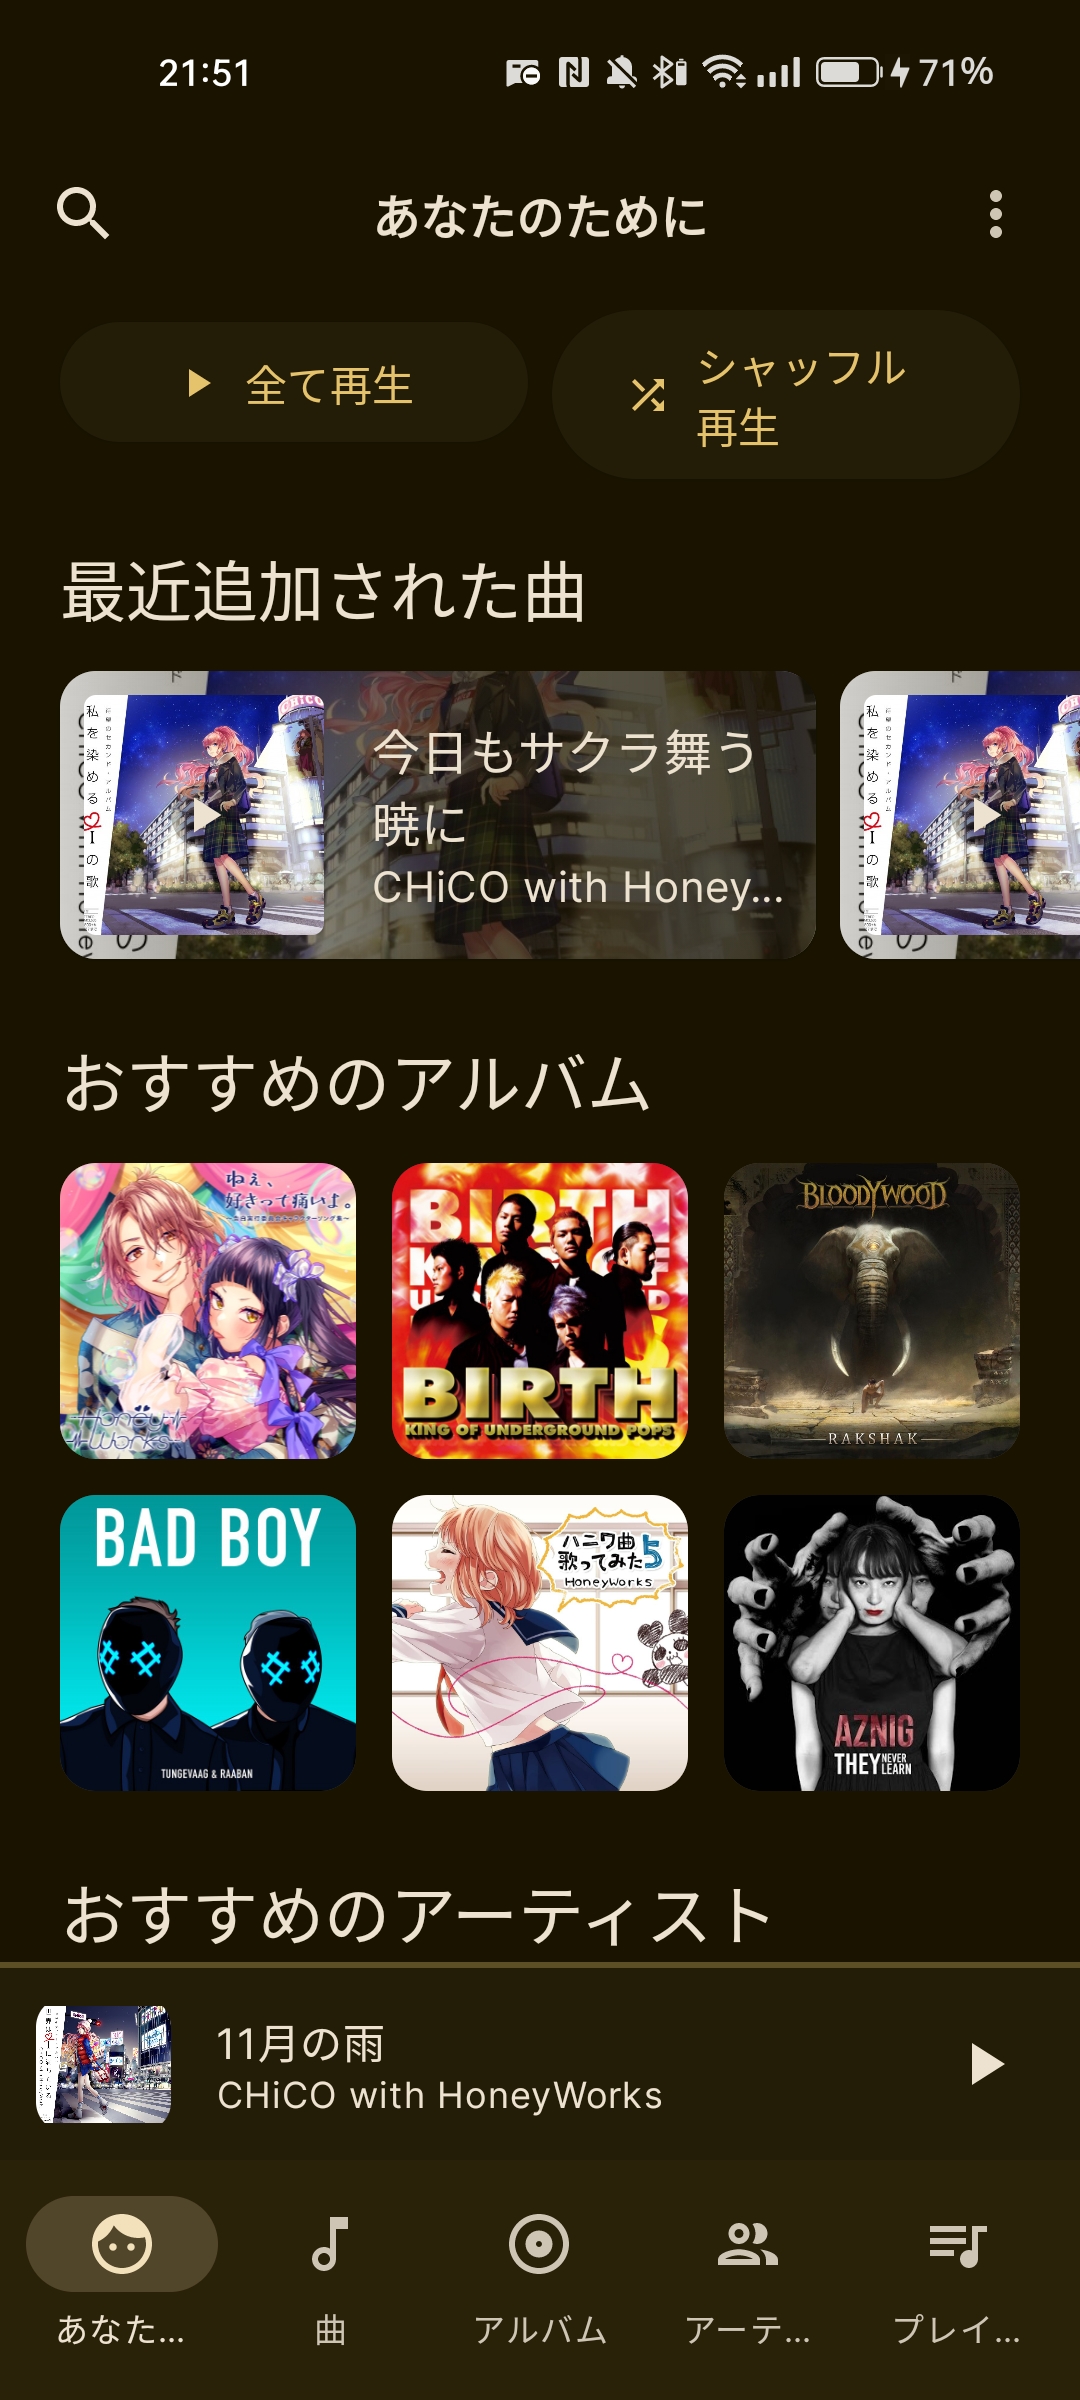 21:51
71%
あなたのために
全て再生
シャッフル
再生
最近追加された曲
私を染めるIの歌
今日もサクラ舞う
暁に
CHiCO with Honey...
私を染めるIの歌
おすすめのアルバム
ねぇ、
好きって痛いよ。
HoneyWorks
BIRTH
BIRTH
KING OF UNDERGROUND POPS
BLOODYWOOD
RAKSHAK
BAD BOY
TUNGEVAAG & RAABAN
ハニワ曲
歌ってみた5
HoneyWorks
AZNIG
THEY NEVER LEARN
おすすめのアーティスト
11月の雨
CHiCO with HoneyWorks
あなた...
曲
アルバム
アーテ...
プレイ...